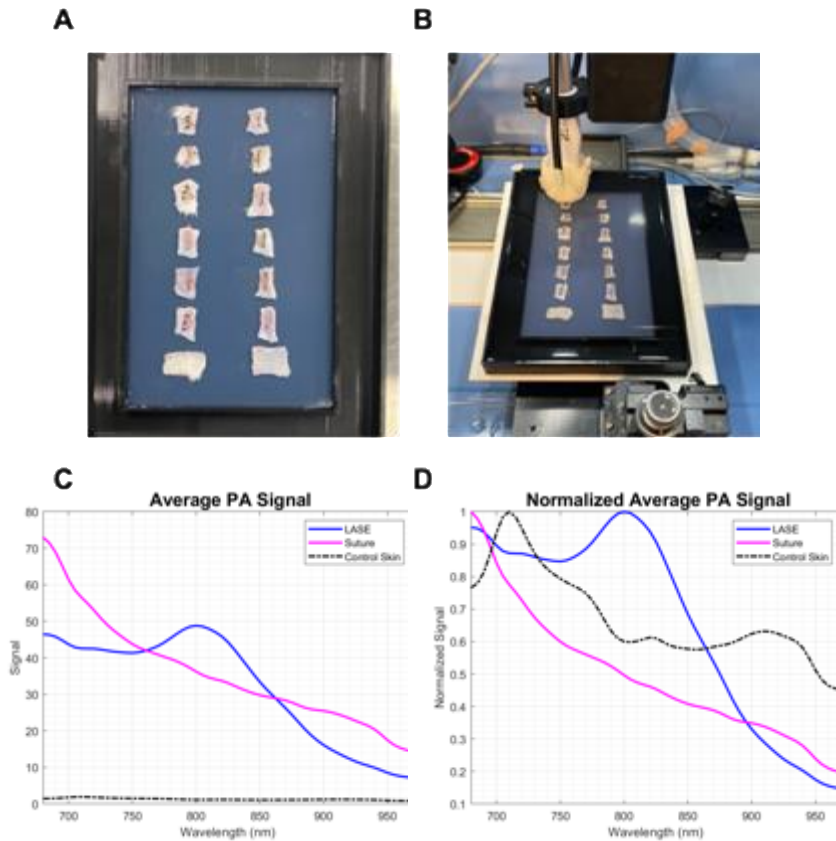 A
B
C
Average PA Signal
80
70
60
50
40
30
20
10
0
Signal
700
750
800
850
900
950
Wavelength (nm)
LASE
Suture
Control Skin
D
Normalized Average PA Signal
1
0.9
0.8
0.7
0.6
0.5
0.4
0.3
0.2
0.1
Normalized Signal
700
750
800
850
900
950
Wavelength (nm)
LASE
Suture
Control Skin